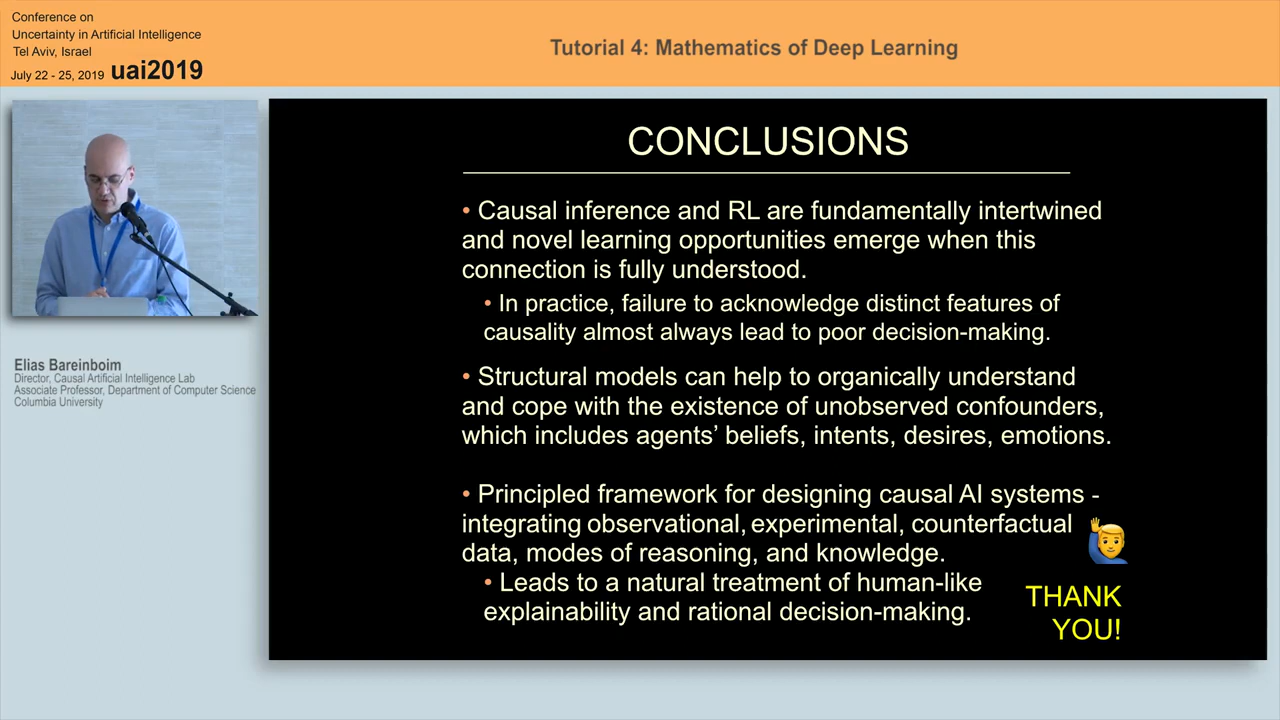 Conference on
Uncertainty in Artificial Intelligence
Tel Aviv, Israel
July 22 - 25, 2019 uai2019
Tutorial 4: Mathematics of Deep Learning
Elias Bareinboim
Director, Causal Artificial Intelligence Lab
Associate Professor, Department of Computer Science
Columbia University
CONCLUSIONS
• Causal inference and RL are fundamentally intertwined
and novel learning opportunities emerge when this
connection is fully understood.
• In practice, failure to acknowledge distinct features of
causality almost always lead to poor decision-making.
• Structural models can help to organically understand
and cope with the existence of unobserved confounders,
which includes agents’ beliefs, intents, desires, emotions.
• Principled framework for designing causal AI systems -
integrating observational, experimental, counterfactual
data, modes of reasoning, and knowledge.
• Leads to a natural treatment of human-like
explainability and rational decision-making.
THANK
YOU!